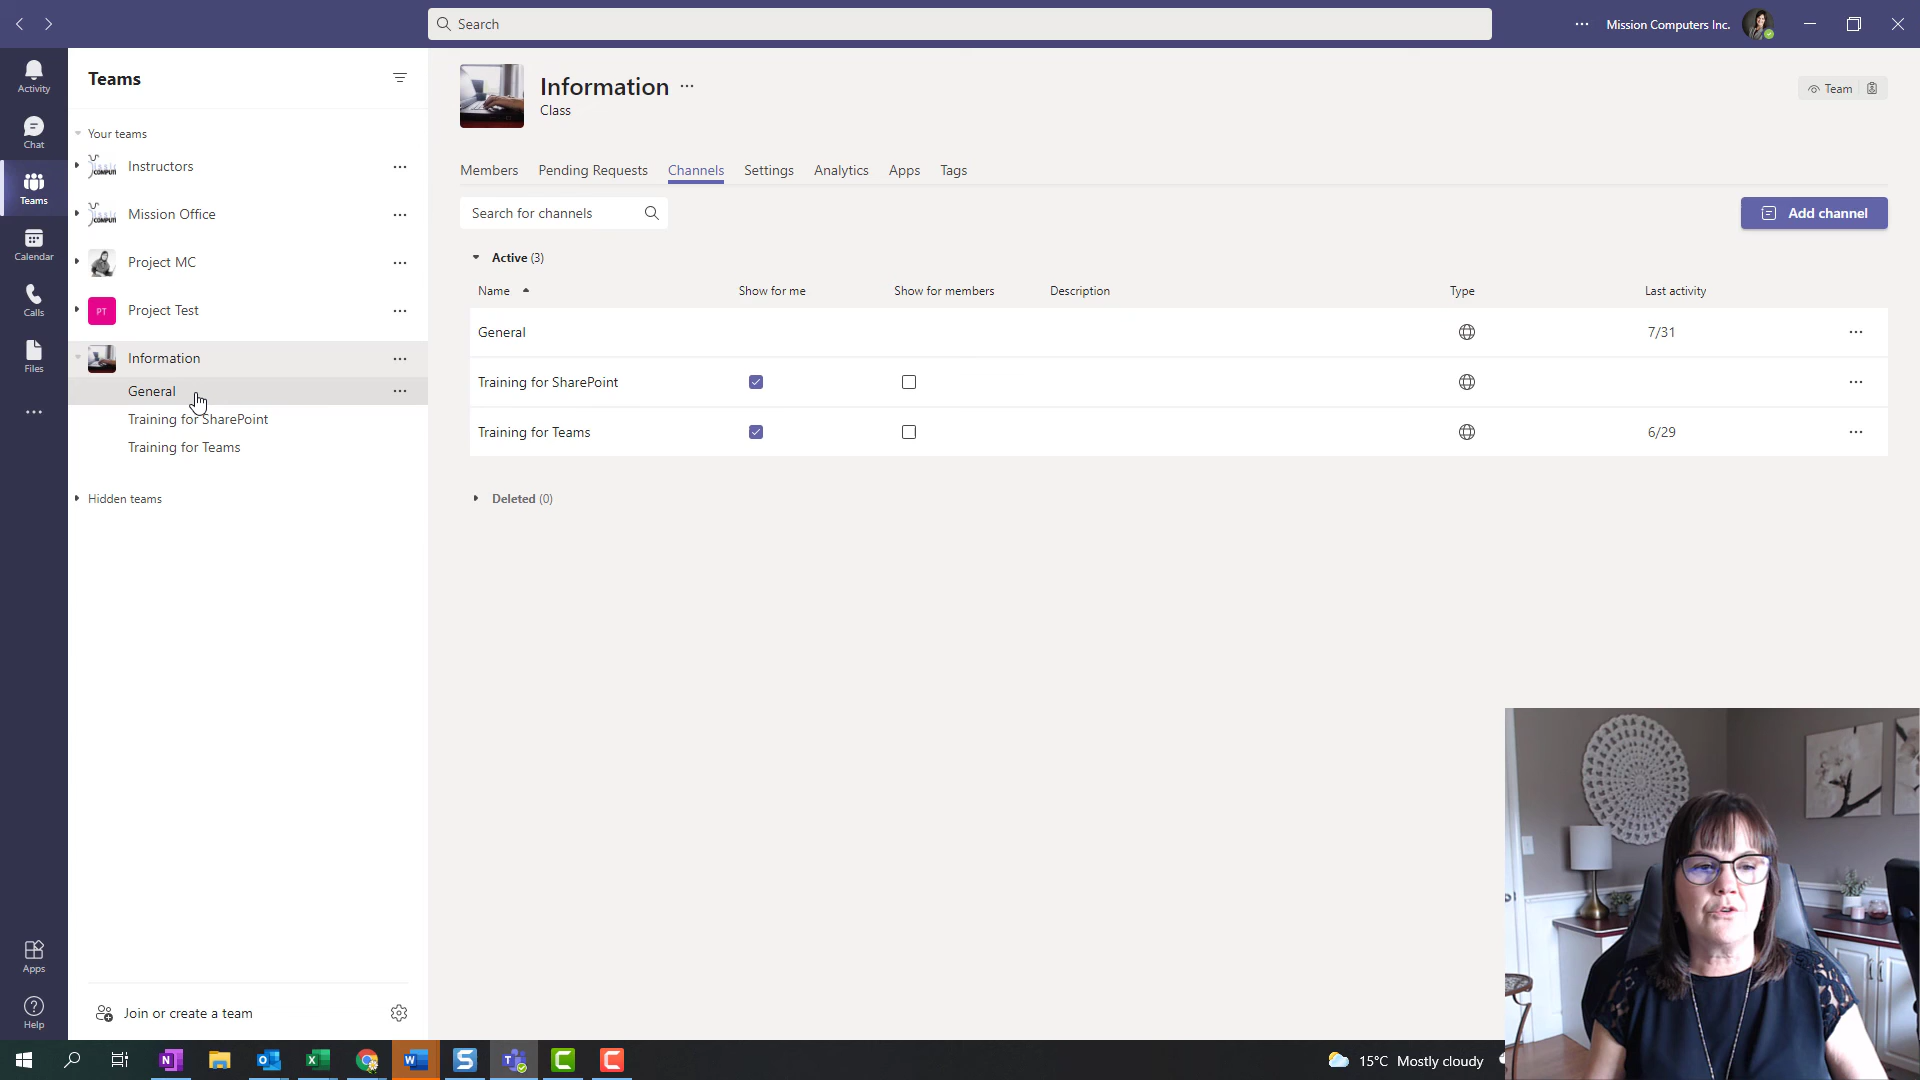 Search
Mission Computers Inc.
Activity
Chat
Teams
Calendar
Calls
Files
Apps
Help
Teams
Your teams
Instructors
Mission Office
Project MC
PT
Project Test
Information
General
Training for SharePoint
Training for Teams
Hidden teams
Join or create a team
Information
Class
Team
Members Pending Requests Channels Settings Analytics Apps Tags
Search for channels
Add channel
Active (3)
Name Show for me Show for members Description Type Last activity
General 7/31
Training for SharePoint
Training for Teams 6/29
Deleted (0)
15°C Mostly cloudy